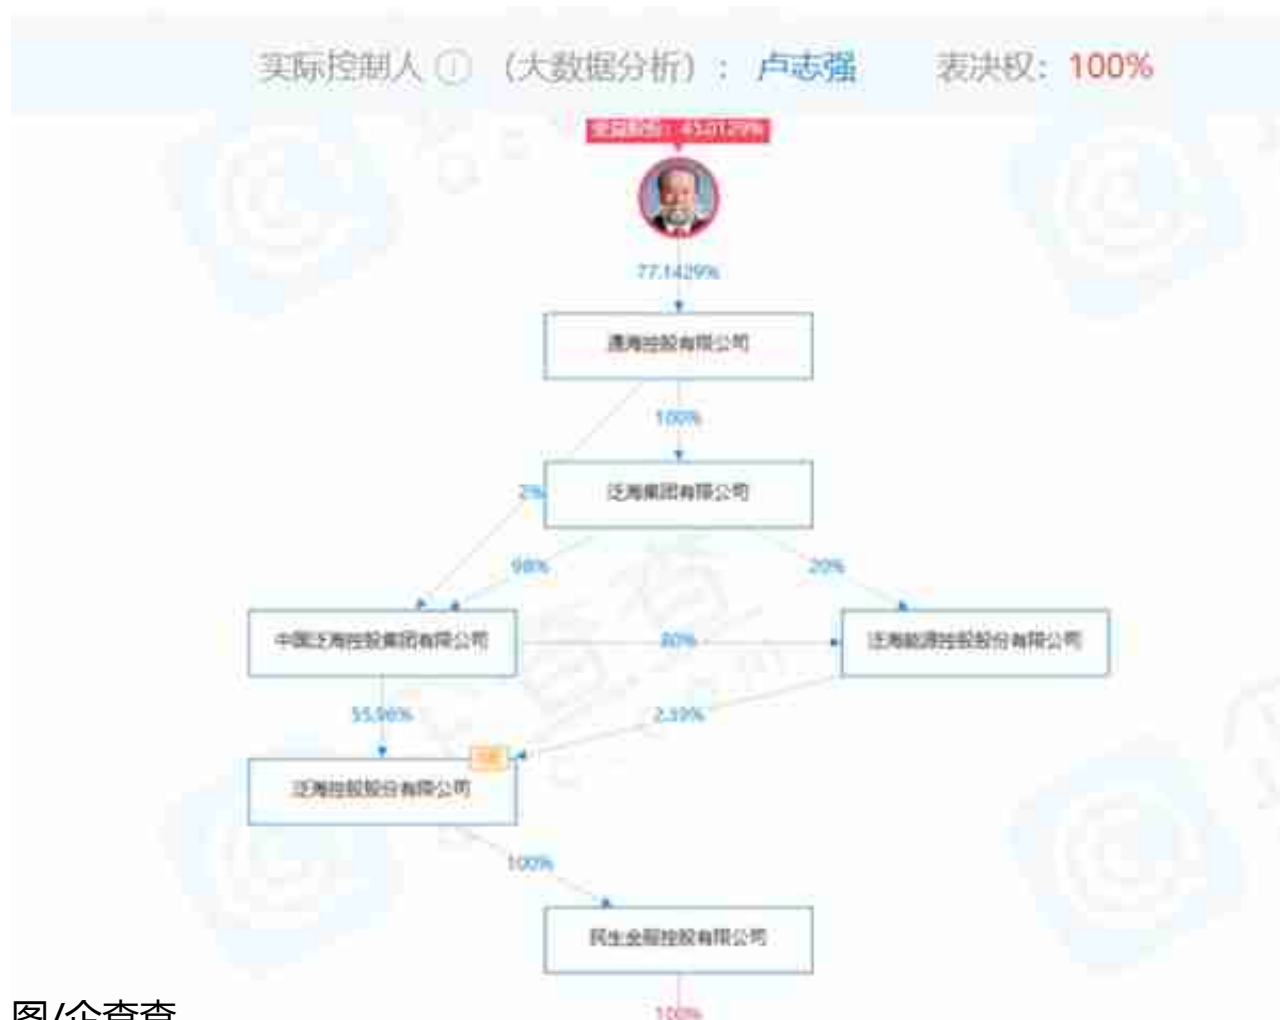 实际控制人 ⓘ (大数据分析): 卢志强 表决权: 100%
45.0129%
77.1429%
通海控股有限公司
100%
泛海集团有限公司
2%
98%
20%
中国泛海控股集团有限公司
80%
泛海能源控股股份有限公司
55.96%
2.39%
泛海控股股份有限公司
100%
民生金服控股有限公司
100%
图/企查查